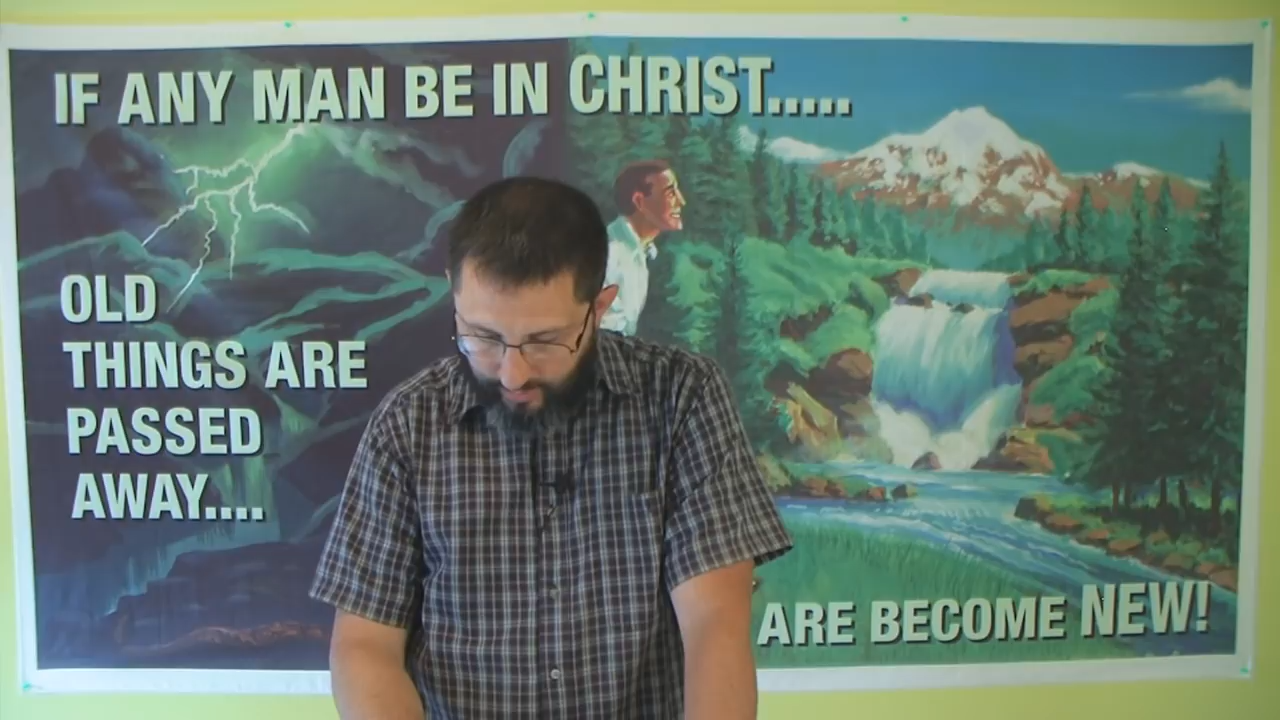 IF ANY MAN BE IN CHRIST.....
OLD
THINGS ARE
PASSED
AWAY....
ARE BECOME NEW!